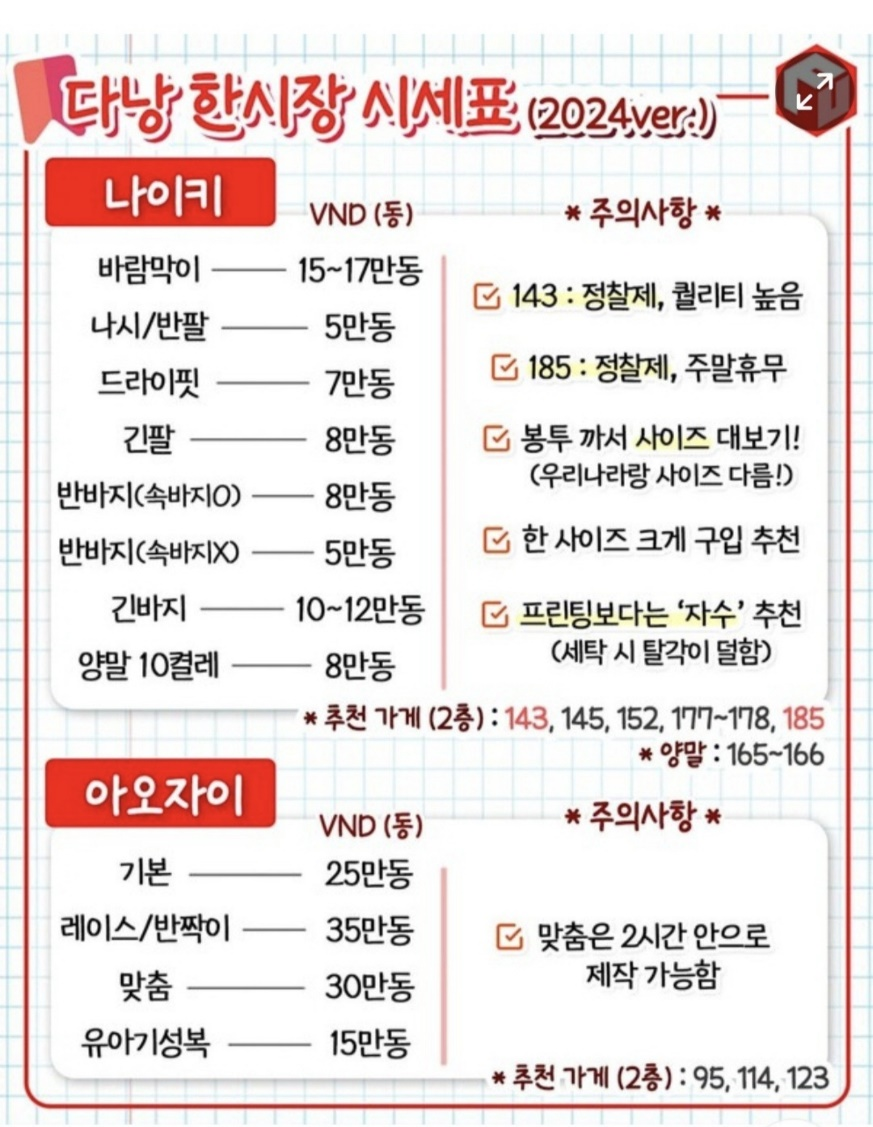 다낭 한시장 시세표 (2024ver.)
나이키
VND (동)
바람막이 15~17만동
나시/반팔 5만동
드라이핏 7만동
긴팔 8만동
반바지(속바지O) 8만동
반바지(속바지X) 5만동
긴바지 10~12만동
양말 10켤레 8만동
* 주의사항 *
143 : 정찰제, 퀄리티 높음
185 : 정찰제, 주말휴무
봉투 까서 사이즈 대보기!
(우리나라랑 사이즈 다름!)
한 사이즈 크게 구입 추천
프린팅보다는 ‘자수’ 추천
(세탁 시 탈각이 덜함)
* 추천 가게 (2층) : 143, 145, 152, 177~178, 185
* 양말 : 165~166
아오자이
VND (동)
기본 25만동
레이스/반짝이 35만동
맞춤 30만동
유아기성복 15만동
* 주의사항 *
맞춤은 2시간 안으로
제작 가능함
* 추천 가게 (2층) : 95, 114, 123